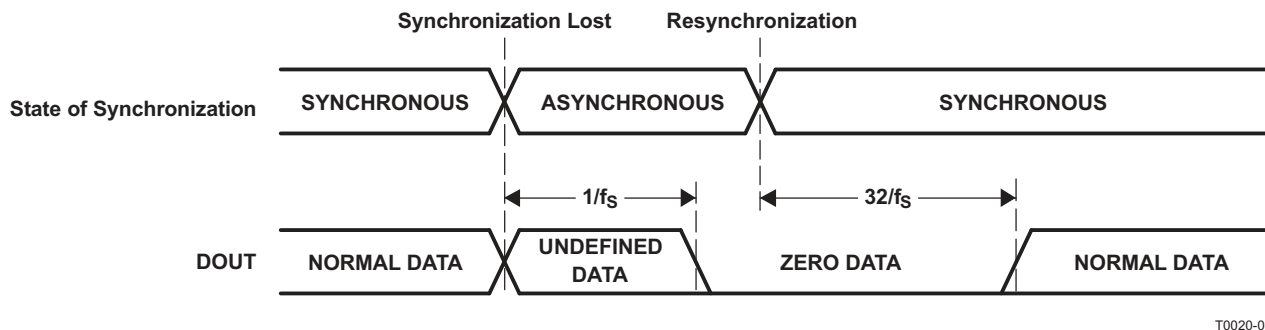 Synchronization Lost
Resynchronization
State of Synchronization
SYNCHRONOUS
ASYNCHRONOUS
SYNCHRONOUS
1/fS
32/fS
DOUT
NORMAL DATA
UNDEFINED
DATA
ZERO DATA
NORMAL DATA
T0020-0